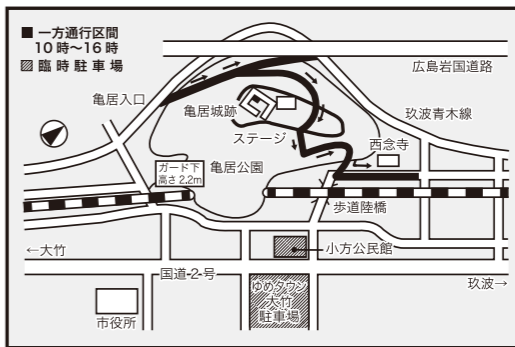 ■ 一方通行区間
10時～16時
▨ 臨時駐車場
広島岩国道路
亀居入口
亀居城跡
玖波青木線
ステージ
西念寺
ガード下
高さ2.2m
亀居公園
歩道陸橋
←大竹
小方公民館
国道2号
ゆめタウン
大竹
駐車場
玖波→
市役所